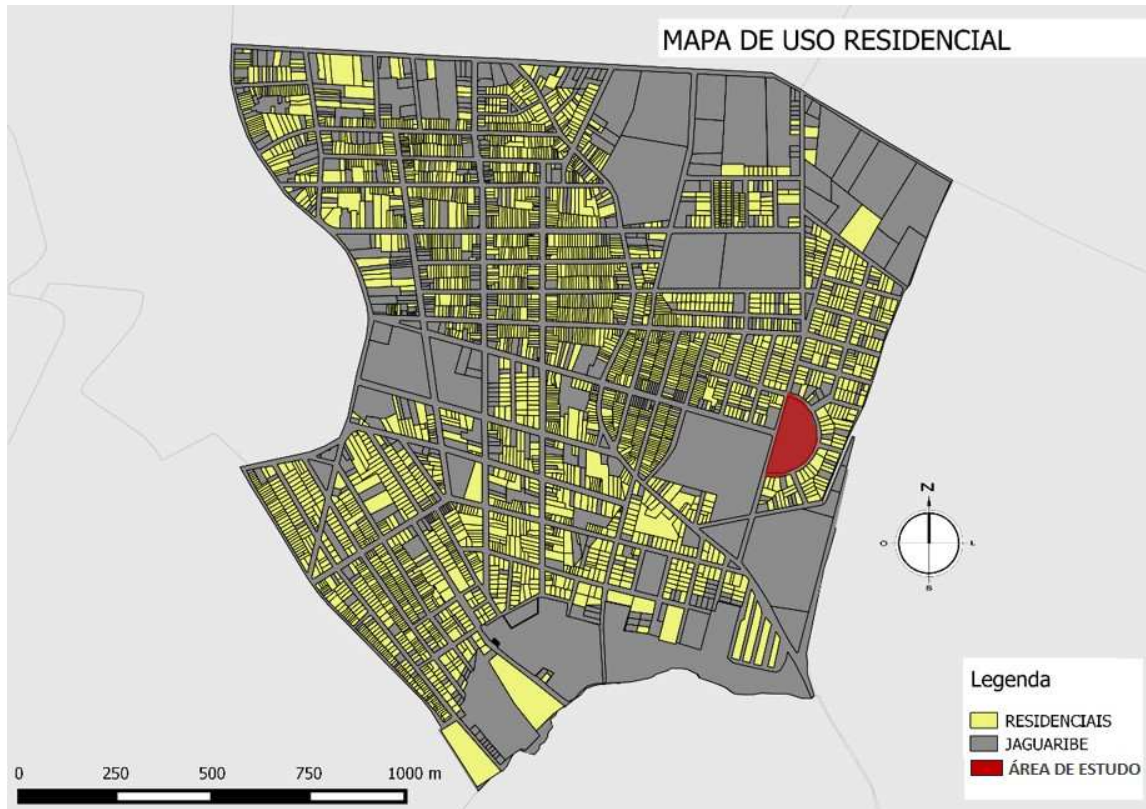 MAPA DE USO RESIDENCIAL
N
O
L
S
Legenda
RESIDENCIAIS
JAGUARIBE
ÁREA DE ESTUDO
0 250 500 750 1000 m